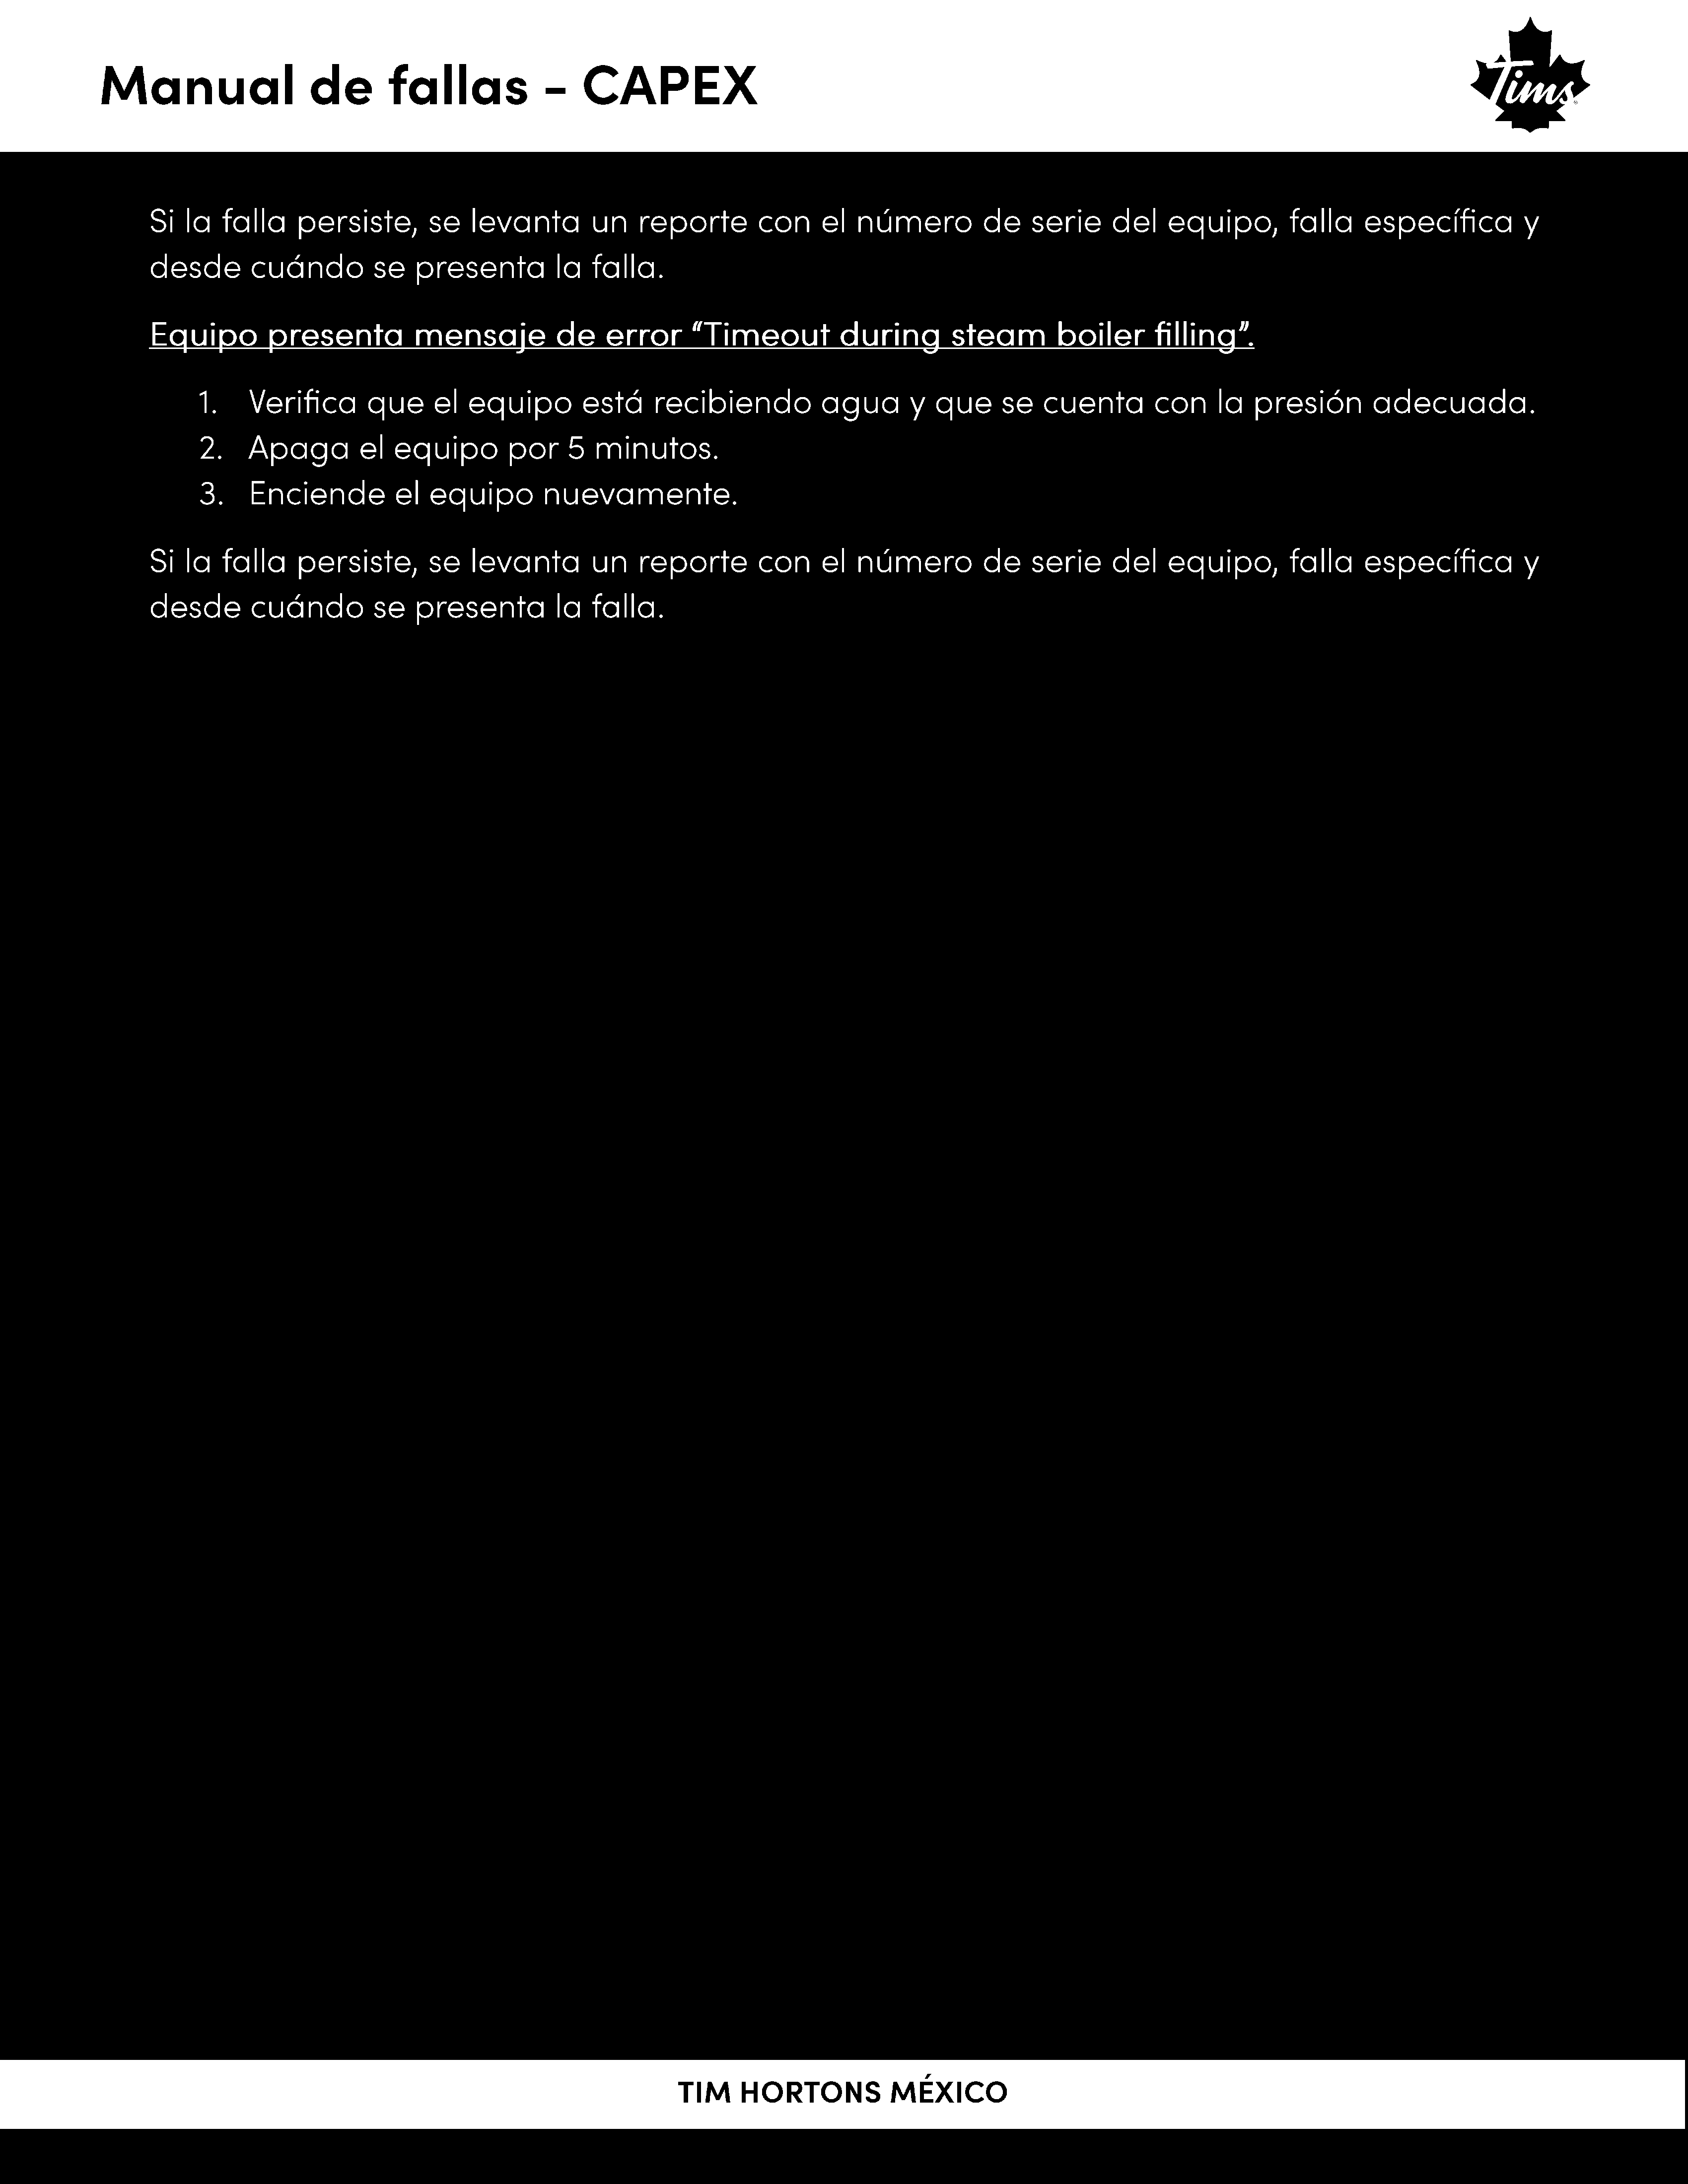 Manual de fallas - CAPEX
Tims
Si la falla persiste, se levanta un reporte con el número de serie del equipo, falla específica y
desde cuándo se presenta la falla.
Equipo presenta mensaje de error “Timeout during steam boiler filling”.
1. Verifica que el equipo está recibiendo agua y que se cuenta con la presión adecuada.
2. Apaga el equipo por 5 minutos.
3. Enciende el equipo nuevamente.
Si la falla persiste, se levanta un reporte con el número de serie del equipo, falla específica y
desde cuándo se presenta la falla.
TIM HORTONS MÉXICO